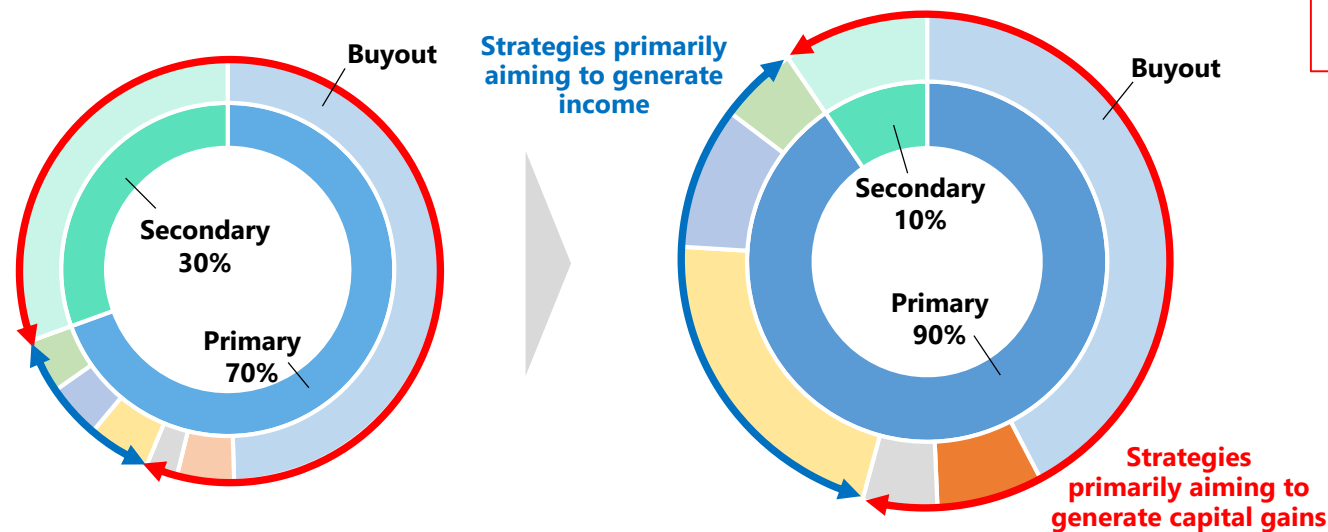 Buyout
Secondary
30%
Primary
70%
Strategies primarily
aiming to generate
income
Buyout
Secondary
10%
Primary
90%
Strategies
primarily aiming to
generate capital gains